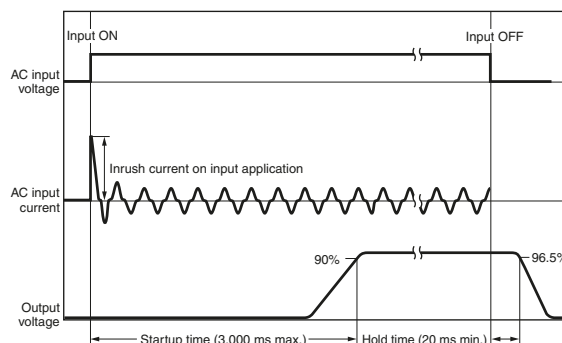 Input ON
Input OFF
AC input
voltage
Inrush current on input application
AC input
current
90%
96.5%
Output
voltage
Startup time (3,000 ms max.)
Hold time (20 ms min.)